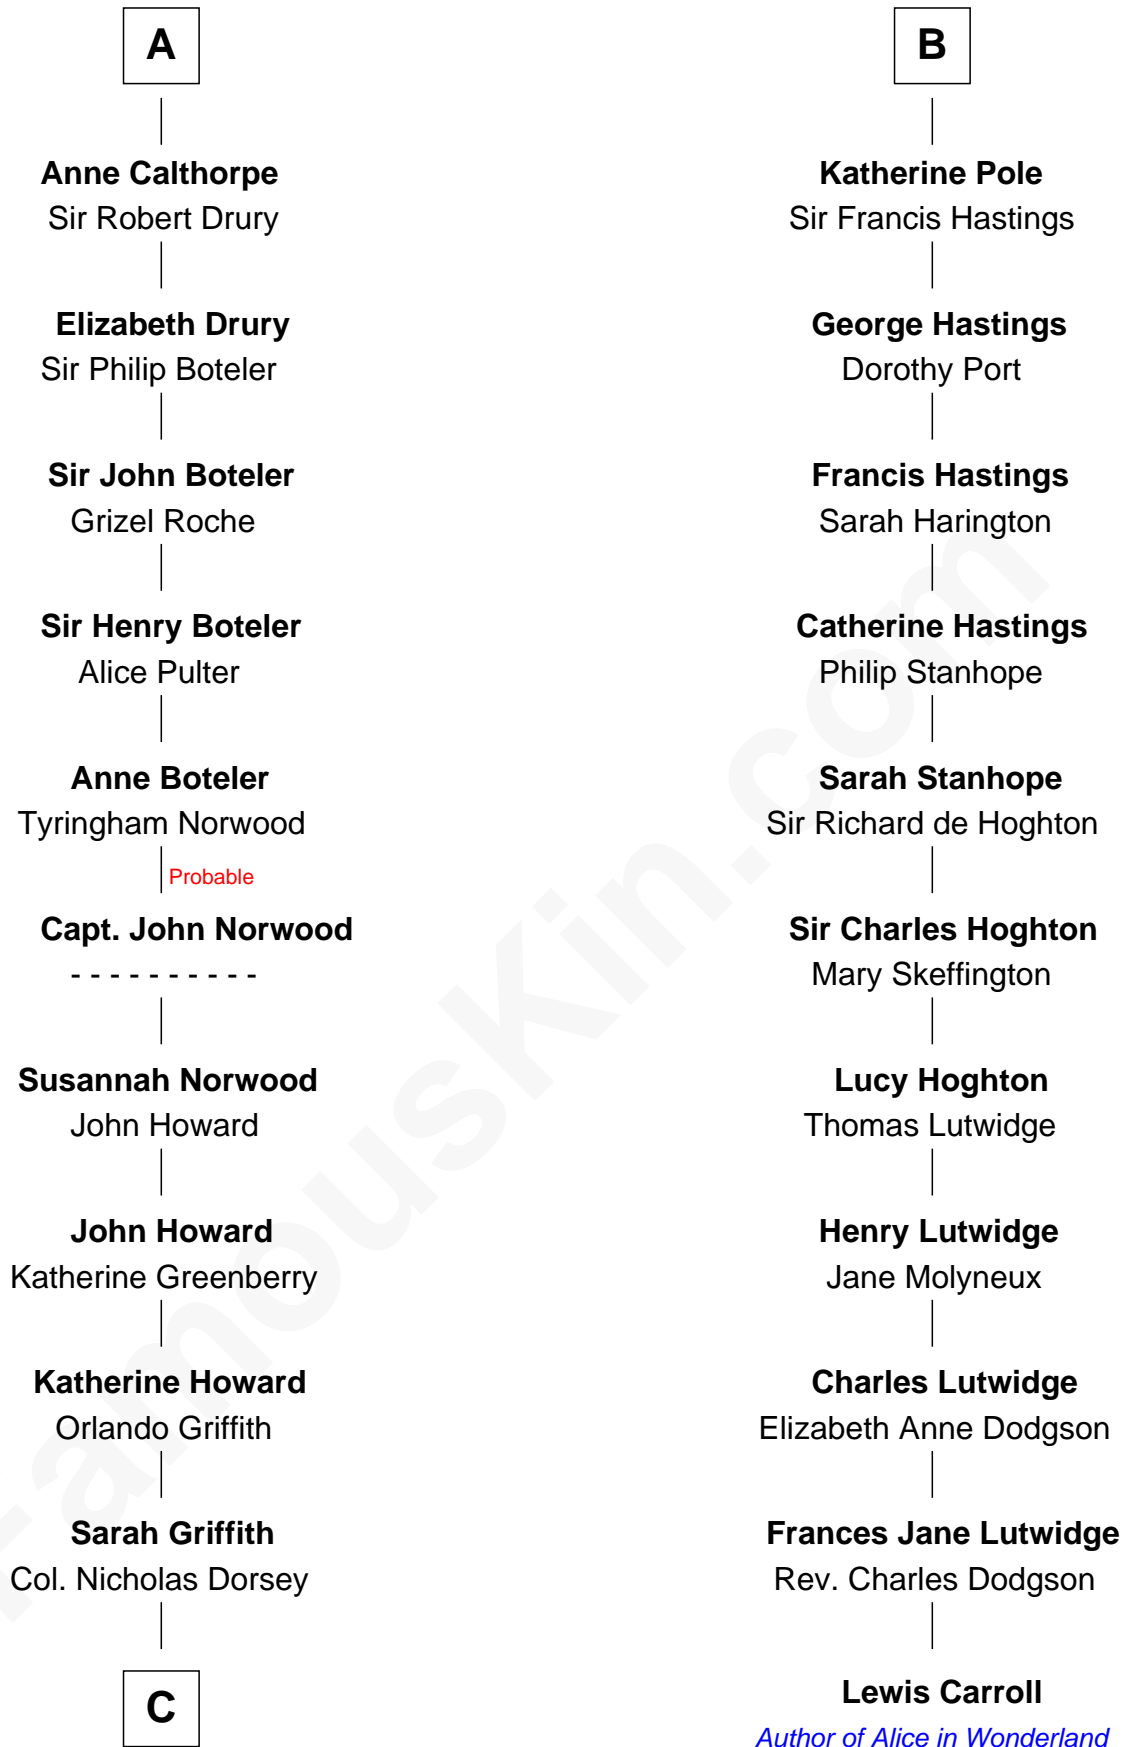 A
Anne Calthorpe
Sir Robert Drury
Elizabeth Drury
Sir Philip Boteler
Sir John Boteler
Grizel Roche
Sir Henry Boteler
Alice Pulter
Anne Boteler
Tyringham Norwood
Probable
Capt. John Norwood
- - - - - - - - - -
Susannah Norwood
John Howard
John Howard
Katherine Greenberry
Katherine Howard
Orlando Griffith
Sarah Griffith
Col. Nicholas Dorsey
C
B
Katherine Pole
Sir Francis Hastings
George Hastings
Dorothy Port
Francis Hastings
Sarah Harington
Catherine Hastings
Philip Stanhope
Sarah Stanhope
Sir Richard de Hoghton
Sir Charles Hoghton
Mary Skeffington
Lucy Hoghton
Thomas Lutwidge
Henry Lutwidge
Jane Molyneux
Charles Lutwidge
Elizabeth Anne Dodgson
Frances Jane Lutwidge
Rev. Charles Dodgson
Lewis Carroll
Author of Alice in Wonderland
FamousKin.com